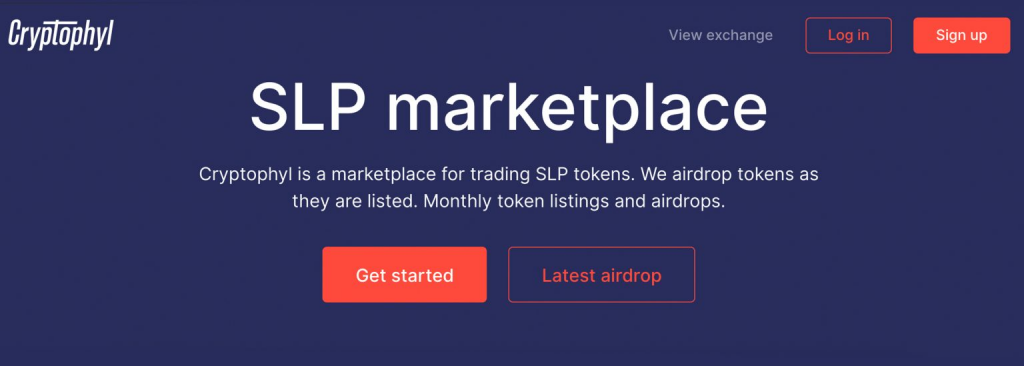 Cryptophyl
View exchange
Log in
Sign up
SLP marketplace
Cryptophyl is a marketplace for trading SLP tokens. We airdrop tokens as
they are listed. Monthly token listings and airdrops.
Get started
Latest airdrop